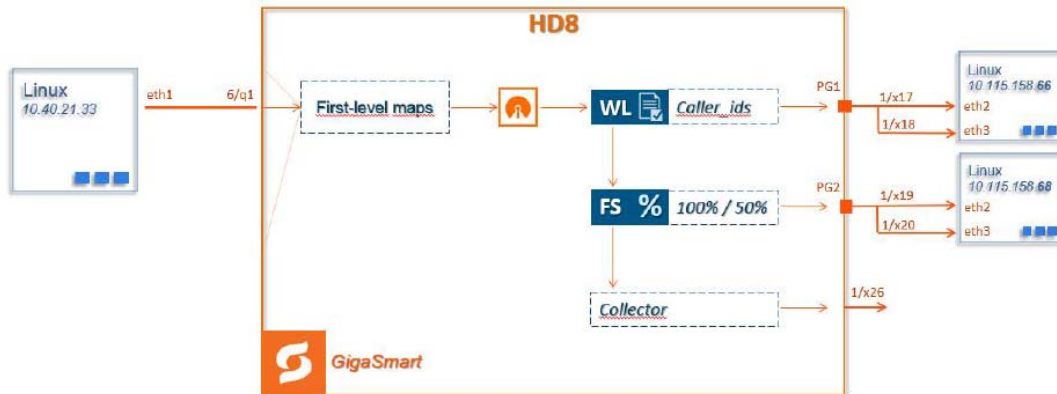 HD8
Linux
10.40.21.33
eth1
6/q1
First-level maps
WL
Caller_ids
PG1
1/x17
1/x18
Linux
10 115.158.66
eth2
eth3
FS %
100% / 50%
PG2
1/x19
1/x20
Linux
10 115.158.68
eth2
eth3
Collector
1/x26
GigaSmart